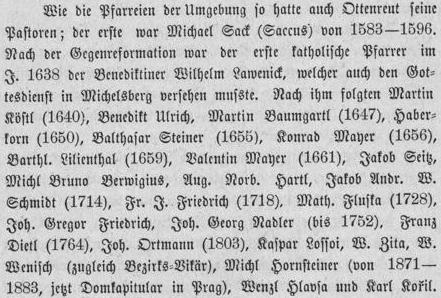 Wie die Pfarreien der Umgebung so hatte auch Ottenreut seine
Pastoren; der erste war Michael Sack (Saccus) von 1583—1596.
Nach der Gegenreformation war der erste katholische Pfarrer im
J. 1638 der Benediktiner Wilhelm Lawenick, welcher auch den Got-
tesdienst in Michelsberg versehen musste. Nach ihm folgten Martin
Köstl (1640), Benedikt Ulrich, Martin Baumgartl (1647), Haber-
korn (1650), Balthasar Steiner (1655), Konrad Mayer (1656),
Barthl. Lilienthal (1659), Valentin Mayer (1661), Jakob Seitz,
Michl Bruno Berwigius, Aug. Norb. Hartl, Jakob Andr. W.
Schmidt (1714), Fr. J. Friedrich (1718), Math. Fluska (1728),
Joh. Gregor Friedrich, Joh. Georg Nadler (bis 1752), Franz
Dietl (1764), Joh. Ortmann (1803), Kaspar Lossoi, W. Zita, W.
Wenisch (zugleich Bezirks-Vikär), Michl Hornsteiner (von 1871—
1883, jetzt Domkapitular in Prag), Wenzl Hlavsa und Karl Kořil.